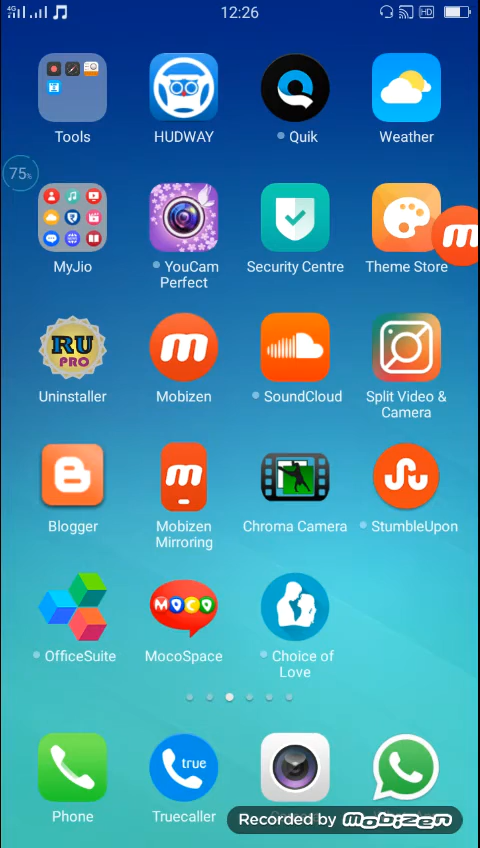 4G
12:26
HD
Tools
HUDWAY
Quik
Weather
75%
MyJio
YouCam
Perfect
Security Centre
Theme Store
m
RU
PRO
Uninstaller
m
Mobizen
SoundCloud
Split Video &
Camera
Blogger
m
Mobizen
Mirroring
Chroma Camera
StumbleUpon
OfficeSuite
MOCO
MocoSpace
Choice of
Love
true
Phone
Truecaller
Recorded by mobizen